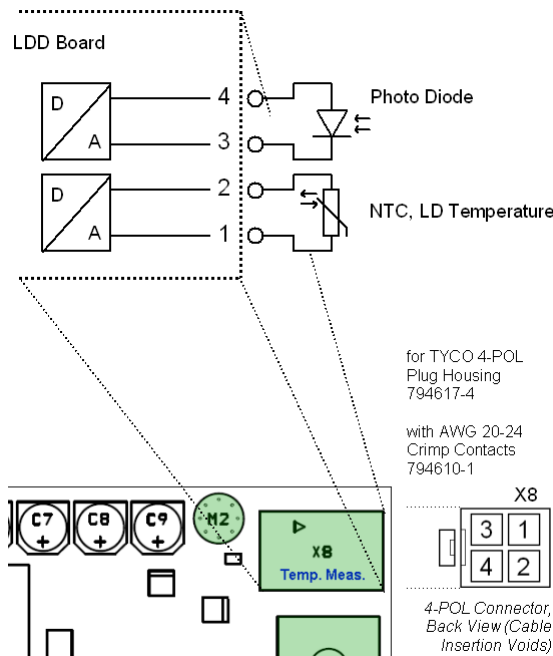 LDD Board
D
A
4
3
Photo Diode
D
A
2
1
NTC, LD Temperature
for TYCO 4-POL
Plug Housing
794617-4
with AWG 20-24
Crimp Contacts
794610-1
C7
C8
C9
M2
X8
Temp. Meas.
X8
3 1
4 2
4-POL Connector,
Back View (Cable
Insertion Voids)